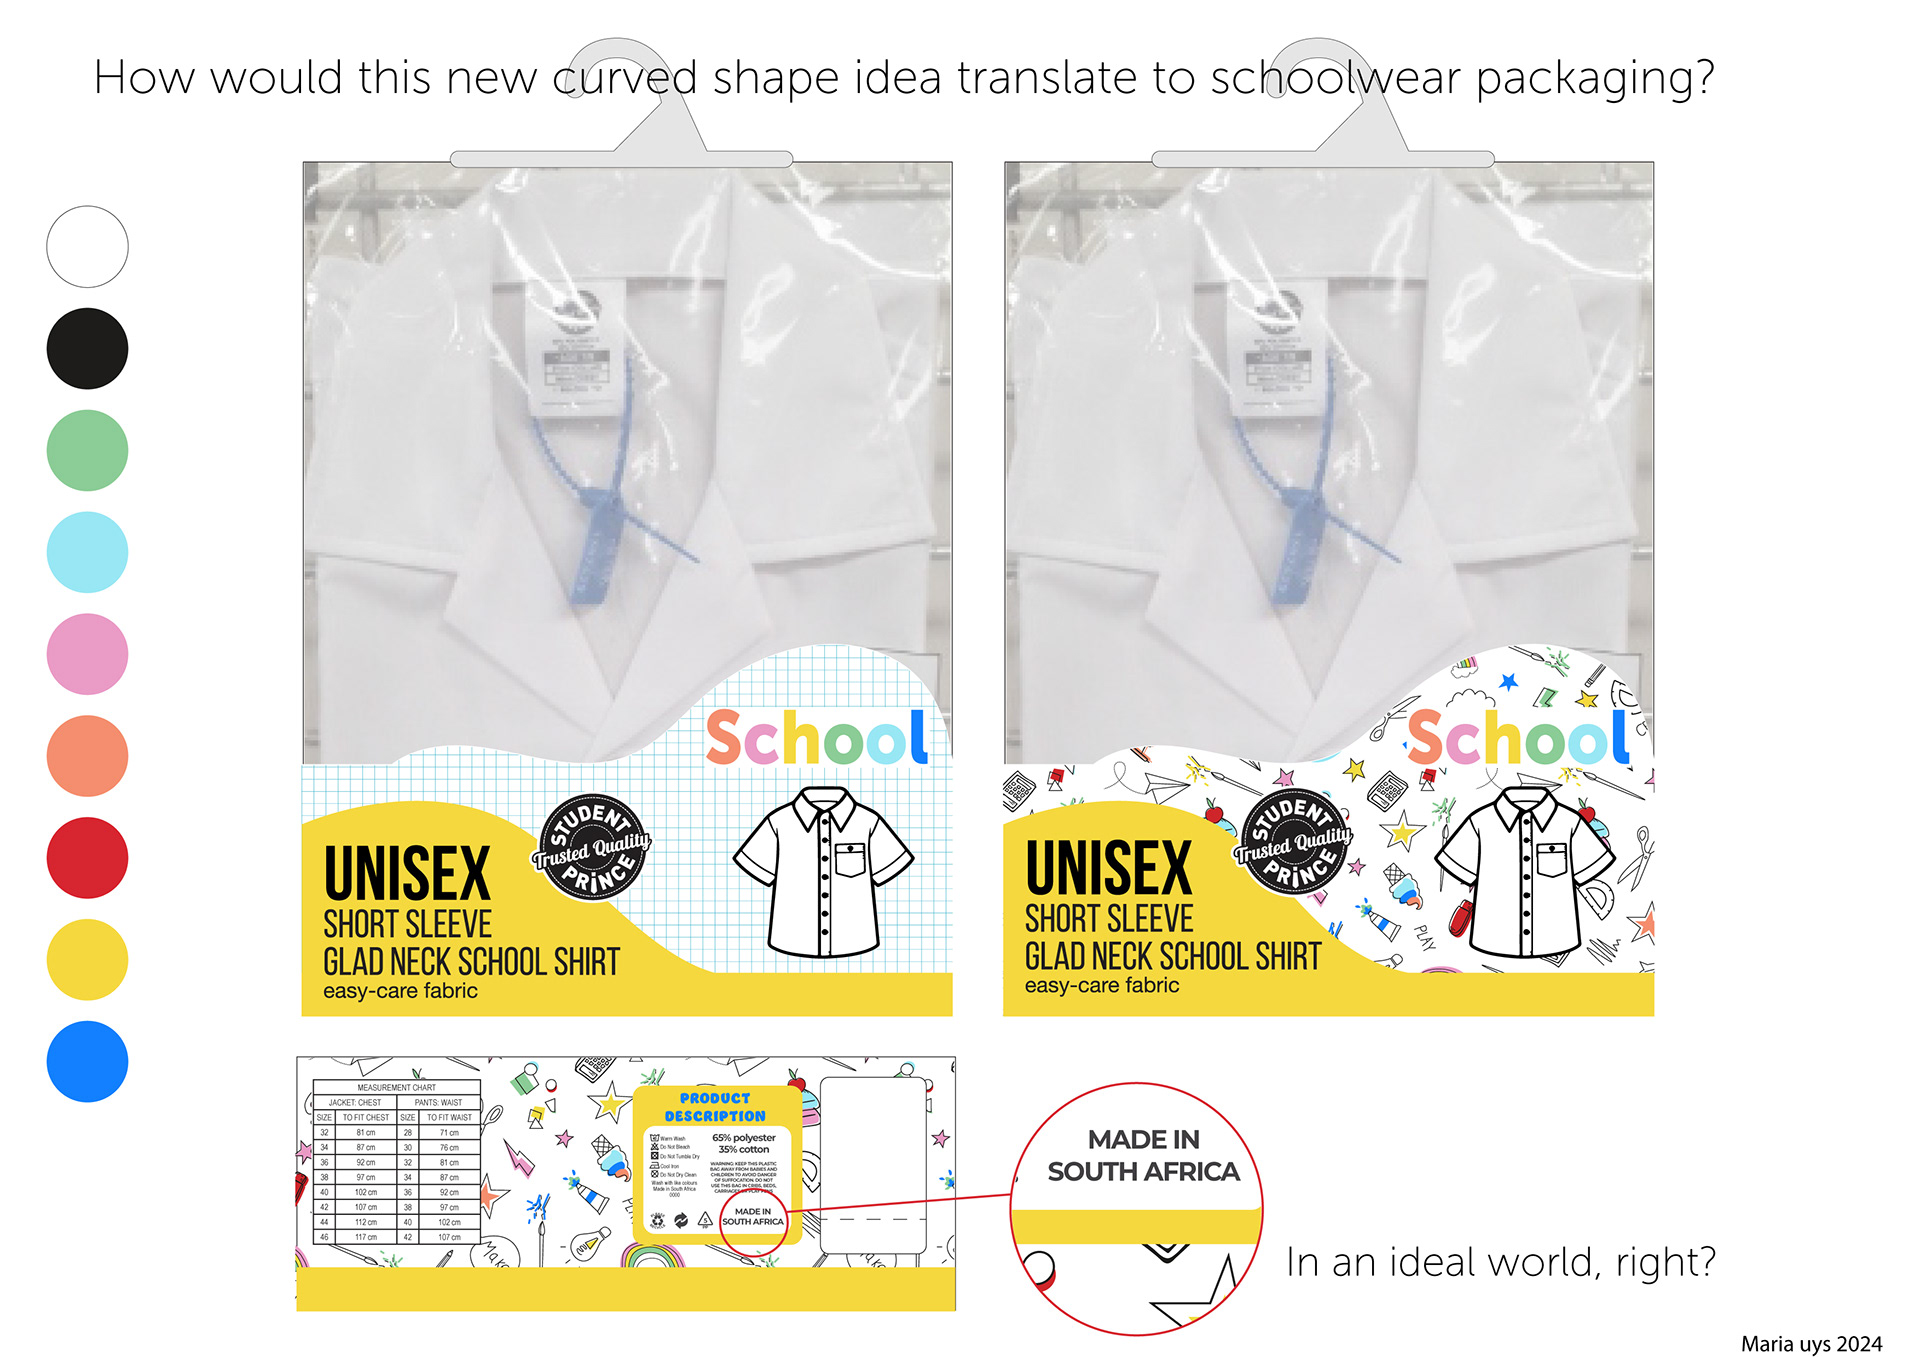 How would this new curved shape idea translate to schoolwear packaging?
School
STUDENT
Trusted Quality
PRiNCE
UNISEX
SHORT SLEEVE
GLAD NECK SCHOOL SHIRT
easy-care fabric
School
STUDENT
Trusted Quality
PRiNCE
PLAY
UNISEX
SHORT SLEEVE
GLAD NECK SCHOOL SHIRT
easy-care fabric
MEASUREMENT CHART
JACKET: CHEST PANTS: WAIST
SIZE TO FIT CHEST SIZE TO FIT WAIST
32 81 cm 28 71 cm
34 87 cm 30 76 cm
36 92 cm 32 81 cm
38 97 cm 34 87 cm
40 102 cm 36 92 cm
42 107 cm 38 97 cm
44 112 cm 40 102 cm
46 117 cm 42 107 cm
PRODUCT
DESCRIPTION
Warm Wash
Do Not Bleach
Do Not Tumble Dry
Cool Iron
Do Not Dry Clean
Wash with like colours
Made in South Africa
0000
65% polyester
35% cotton
WARNING: KEEP THIS PLASTIC
BAG AWAY FROM BABIES AND
CHILDREN TO AVOID DANGER
OF SUFFOCATION. DO NOT
USE THIS BAG IN CRIBS, BEDS,
CARRIAGES OR PLAY PENS
5
PP
MADE IN
SOUTH AFRICA
MADE IN
SOUTH AFRICA
In an ideal world, right?
Maria uys 2024